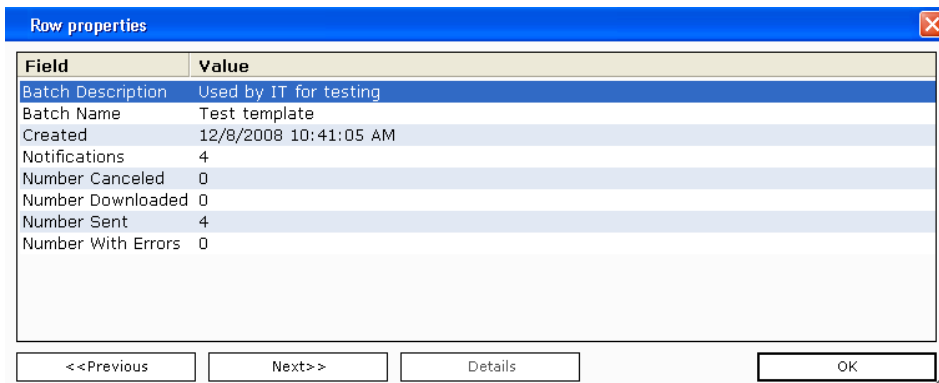 Row properties
Field Value
Batch Description Used by IT for testing
Batch Name Test template
Created 12/8/2008 10:41:05 AM
Notifications 4
Number Canceled 0
Number Downloaded 0
Number Sent 4
Number With Errors 0
<<Previous Next>> Details OK